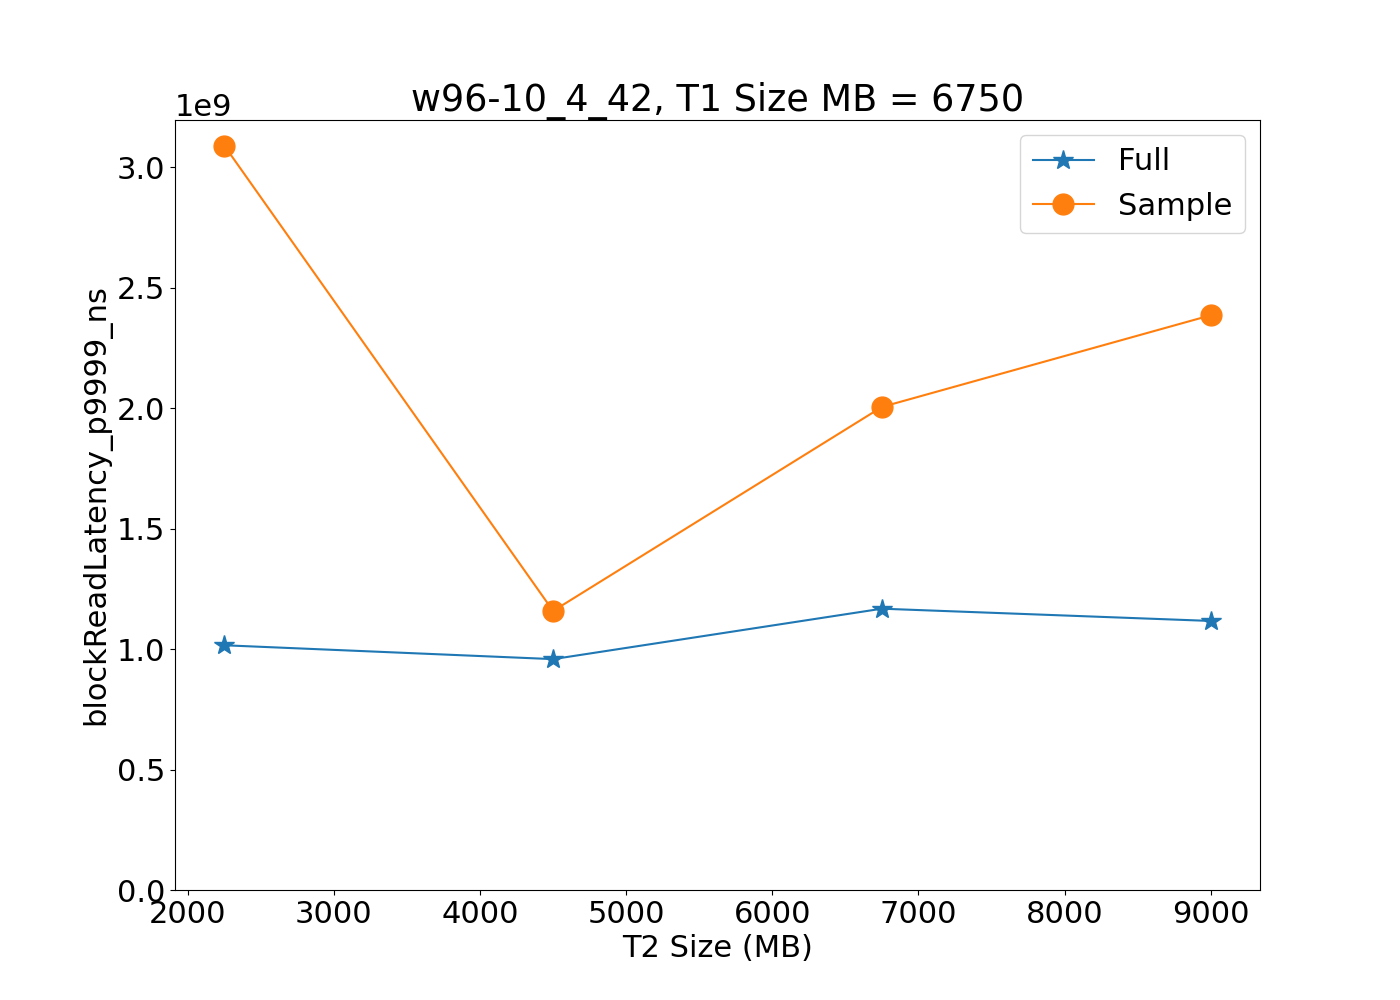 w96-10_4_42, T1 Size MB = 6750
1e9
3.0
2.5
2.0
1.5
1.0
0.5
0.0
blockReadLatency_p9999_ns
Full
Sample
2000 3000 4000 5000 6000 7000 8000 9000
T2 Size (MB)